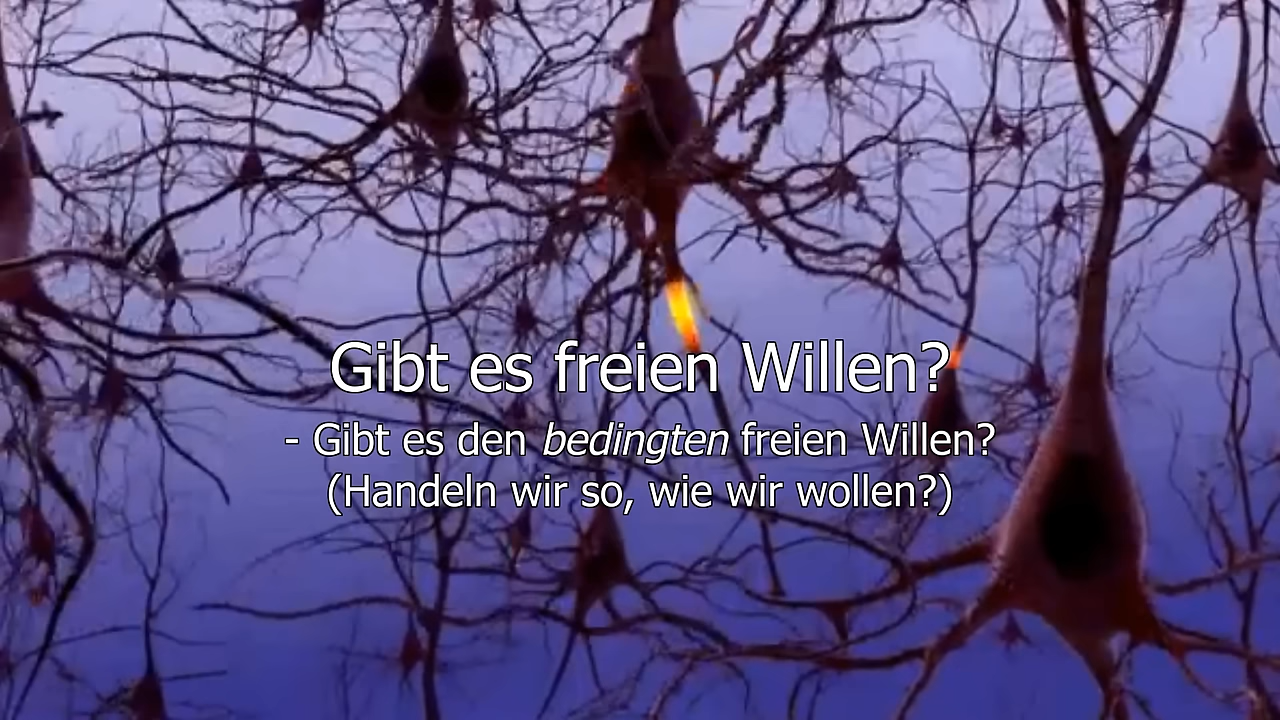 Gibt es freien Willen?
- Gibt es den bedingten freien Willen?
(Handeln wir so, wie wir wollen?)